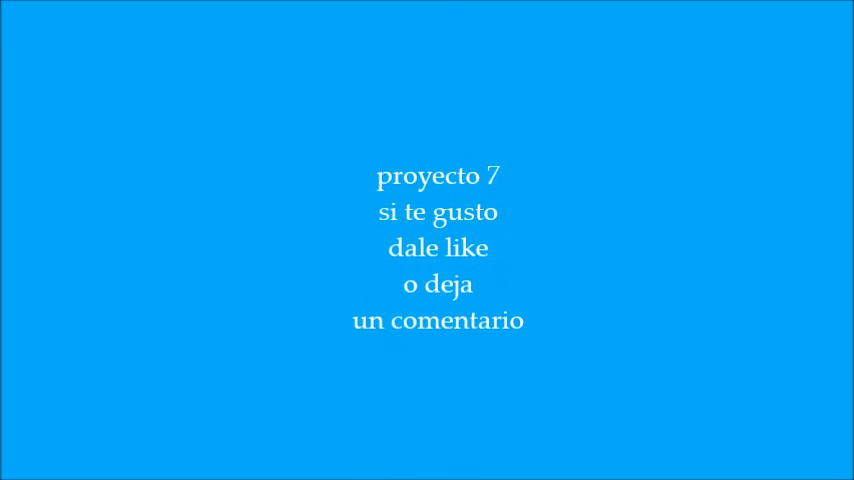 proyecto 7
si te gusto
dale like
o deja
un comentario